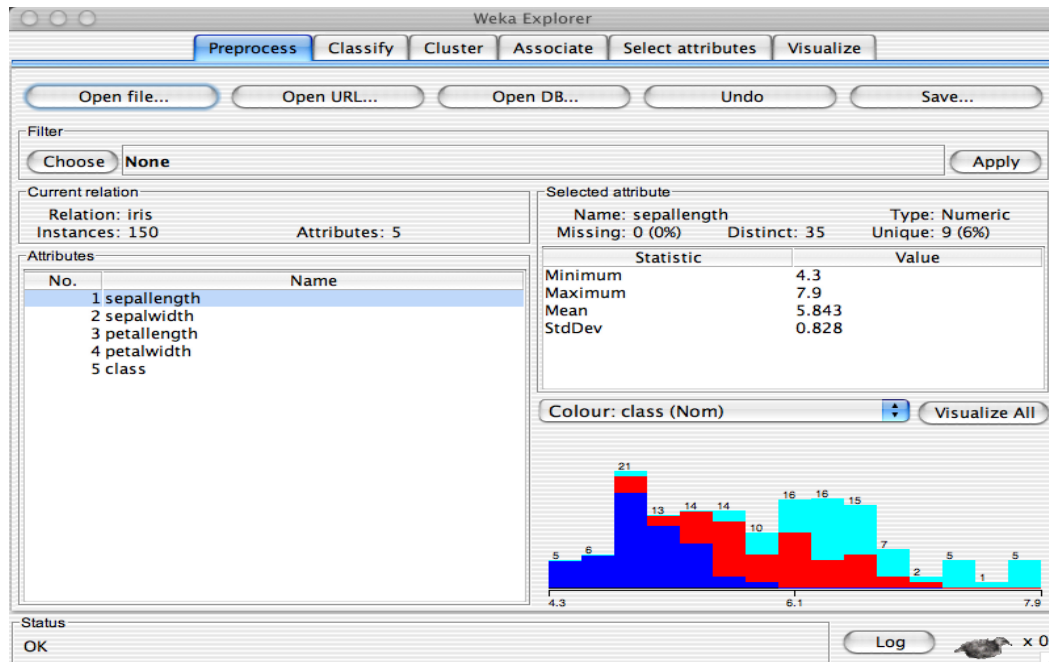 Weka Explorer
Preprocess Classify Cluster Associate Select attributes Visualize
Open file... Open URL... Open DB... Undo Save...
Filter
Choose None Apply
Current relation
Relation: iris
Instances: 150 Attributes: 5
Attributes
No. Name
1 sepallength
2 sepalwidth
3 petallength
4 petalwidth
5 class
Selected attribute
Name: sepallength Type: Numeric
Missing: 0 (0%) Distinct: 35 Unique: 9 (6%)
Statistic Value
Minimum 4.3
Maximum 7.9
Mean 5.843
StdDev 0.828
Colour: class (Nom) Visualize All
5 6 21 13 14 14 10 16 16 15 7 2 5 1 5
4.3 6.1 7.9
Status
OK Log x 0